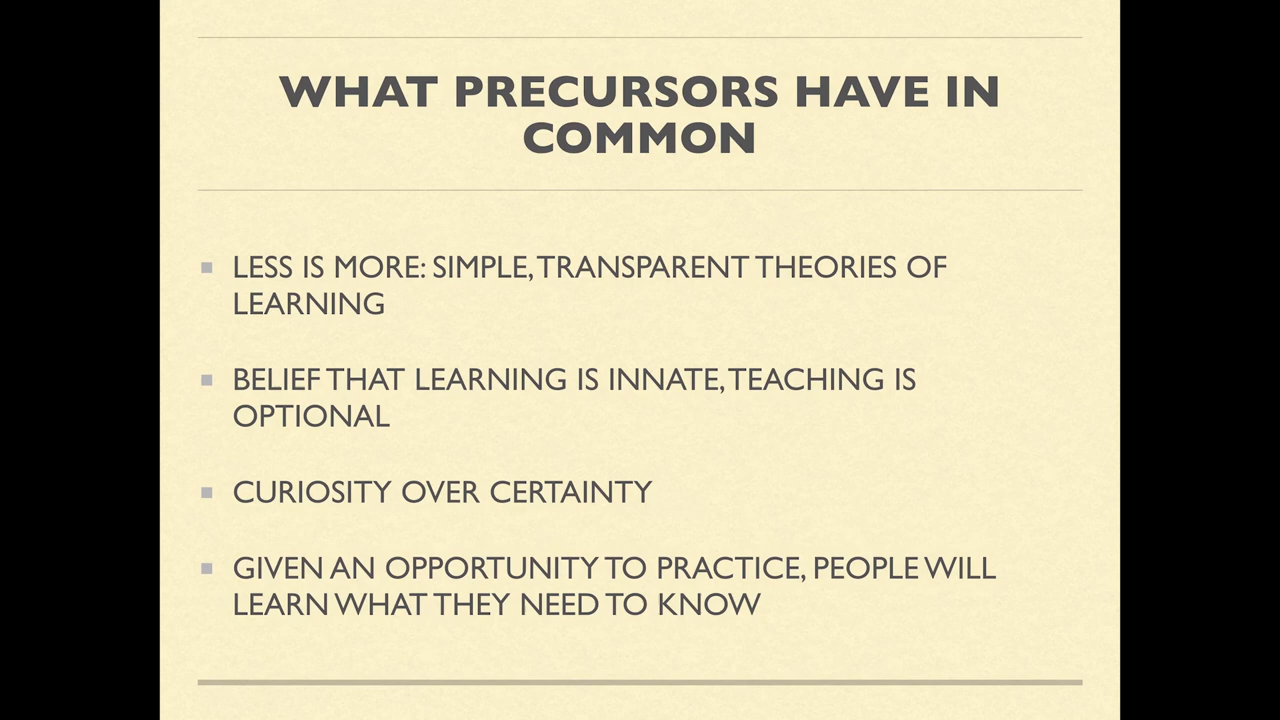 WHAT PRECURSORS HAVE IN
COMMON
LESS IS MORE: SIMPLE, TRANSPARENT THEORIES OF
LEARNING
BELIEF THAT LEARNING IS INNATE, TEACHING IS
OPTIONAL
CURIOSITY OVER CERTAINTY
GIVEN AN OPPORTUNITY TO PRACTICE, PEOPLE WILL
LEARN WHAT THEY NEED TO KNOW